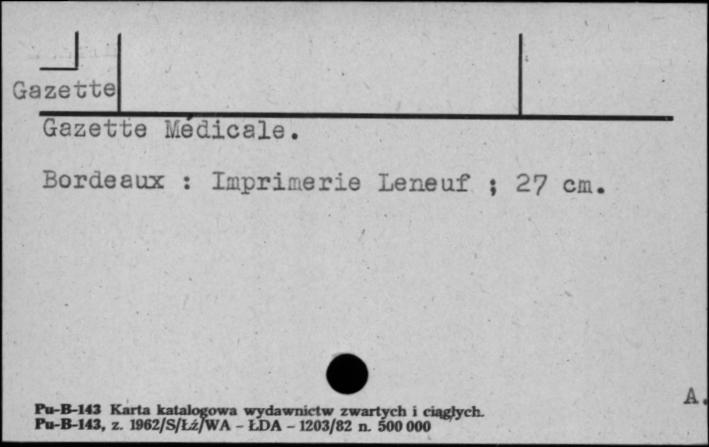 Gazette
Gazette Médicale.
Bordeaux : Imprimerie Leneuf ; 27 cm.
A.
Pu-B-143 Karta katalogowa wydawnictw zwartych i ciągłych.
Pu-B-143, z. 1962/S/Łź/WA - ŁDA - 1203/82 n. 500 000